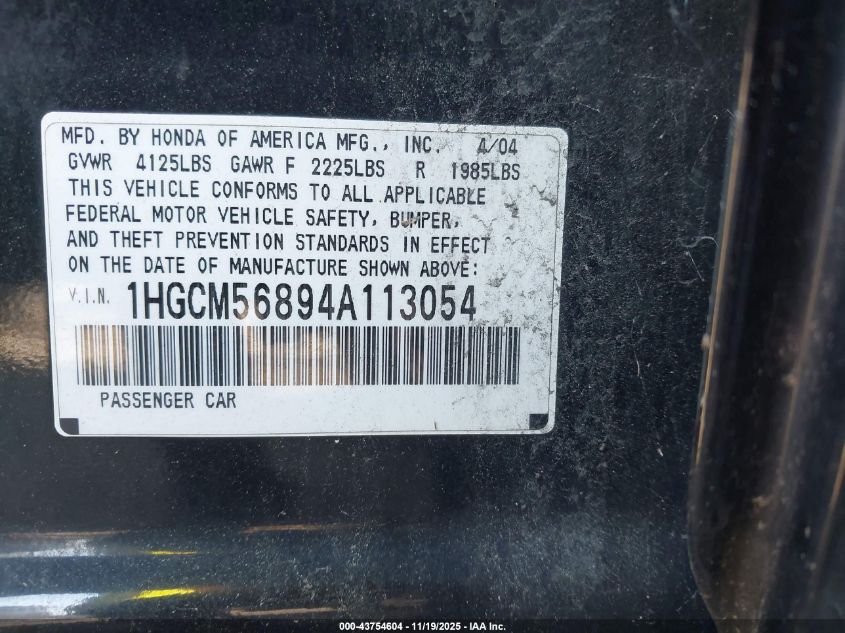 MFD. BY HONDA OF AMERICA MFG., INC. 4/04
GVWR 4125LBS GAWR F 2225LBS R 1985LBS
THIS VEHICLE CONFORMS TO ALL APPLICABLE
FEDERAL MOTOR VEHICLE SAFETY, BUMPER,
AND THEFT PREVENTION STANDARDS IN EFFECT
ON THE DATE OF MANUFACTURE SHOWN ABOVE:
V.I.N. 1HGCM56894A113054
PASSENGER CAR
000-43754604 - 11/19/2025 - IAA Inc.